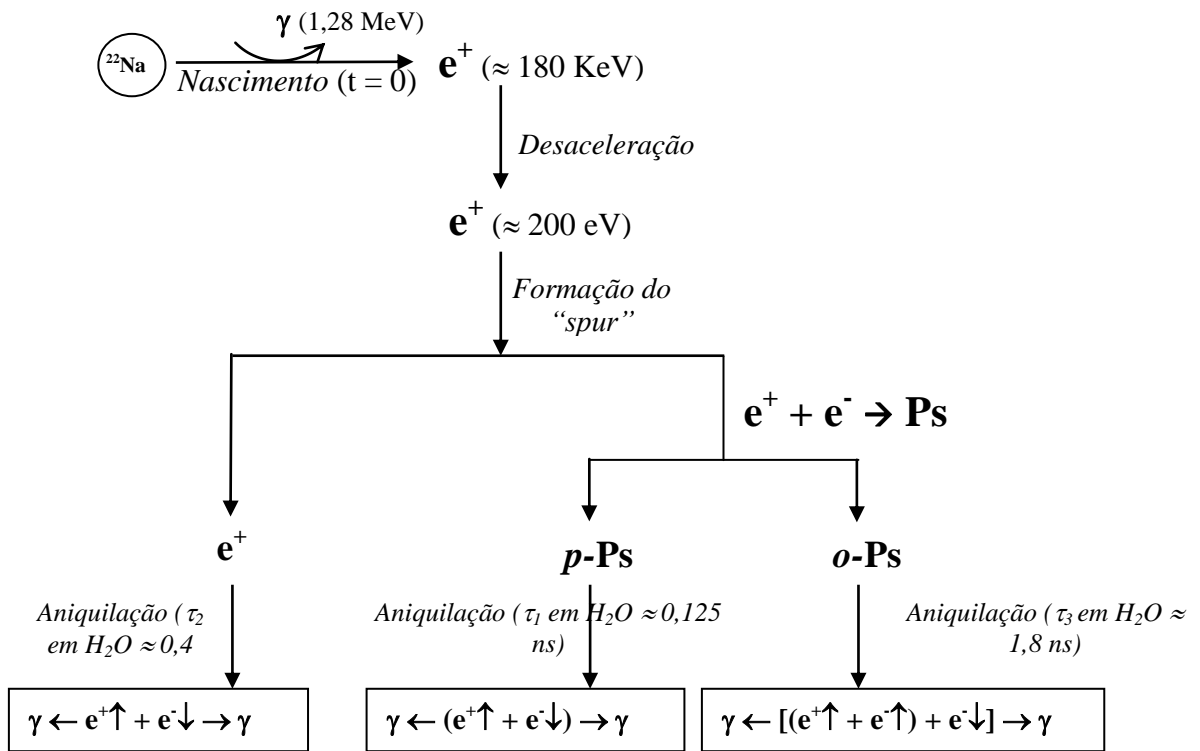 γ (1,28 MeV)
²²Na
Nascimento (t = 0)
e⁺ (≈ 180 KeV)
Desaceleração
e⁺ (≈ 200 eV)
Formação do
“spur”
e⁺ + e⁻ → Ps
e⁺
p-Ps
o-Ps
Aniquilação (τ₂
em H₂O ≈ 0,4
Aniquilação (τ₁ em H₂O ≈ 0,125
ns)
Aniquilação (τ₃ em H₂O ≈
1,8 ns)
γ ← e⁺↑ + e⁻↓ → γ
γ ← (e⁺↑ + e⁻↓) → γ
γ ← [(e⁺↑ + e⁻↑) + e⁻↓] → γ